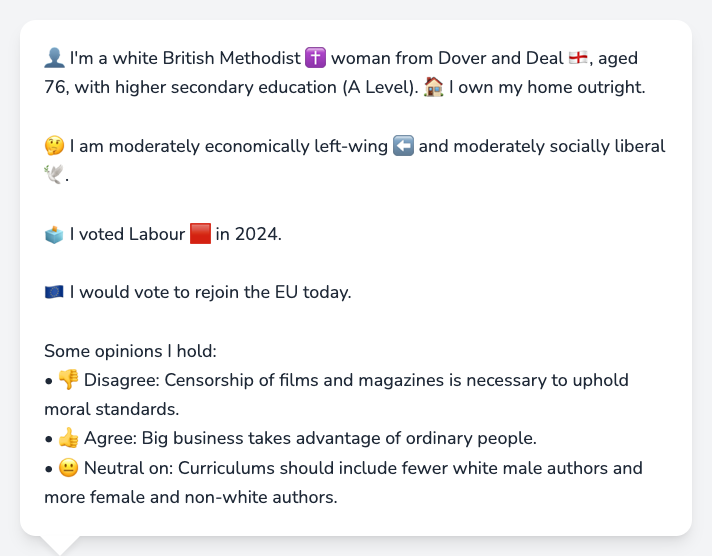 👤 I'm a white British Methodist ✝️ woman from Dover and Deal 🏴󠁧󠁢󠁥󠁮󠁧󠁿, aged
76, with higher secondary education (A Level). 🏠 I own my home outright.
🤔 I am moderately economically left-wing ⬅️ and moderately socially liberal
🕊️.
🗳️ I voted Labour 🟥 in 2024.
🇪🇺 I would vote to rejoin the EU today.
Some opinions I hold:
• 👎 Disagree: Censorship of films and magazines is necessary to uphold
moral standards.
• 👍 Agree: Big business takes advantage of ordinary people.
• 😐 Neutral on: Curriculums should include fewer white male authors and
more female and non-white authors.